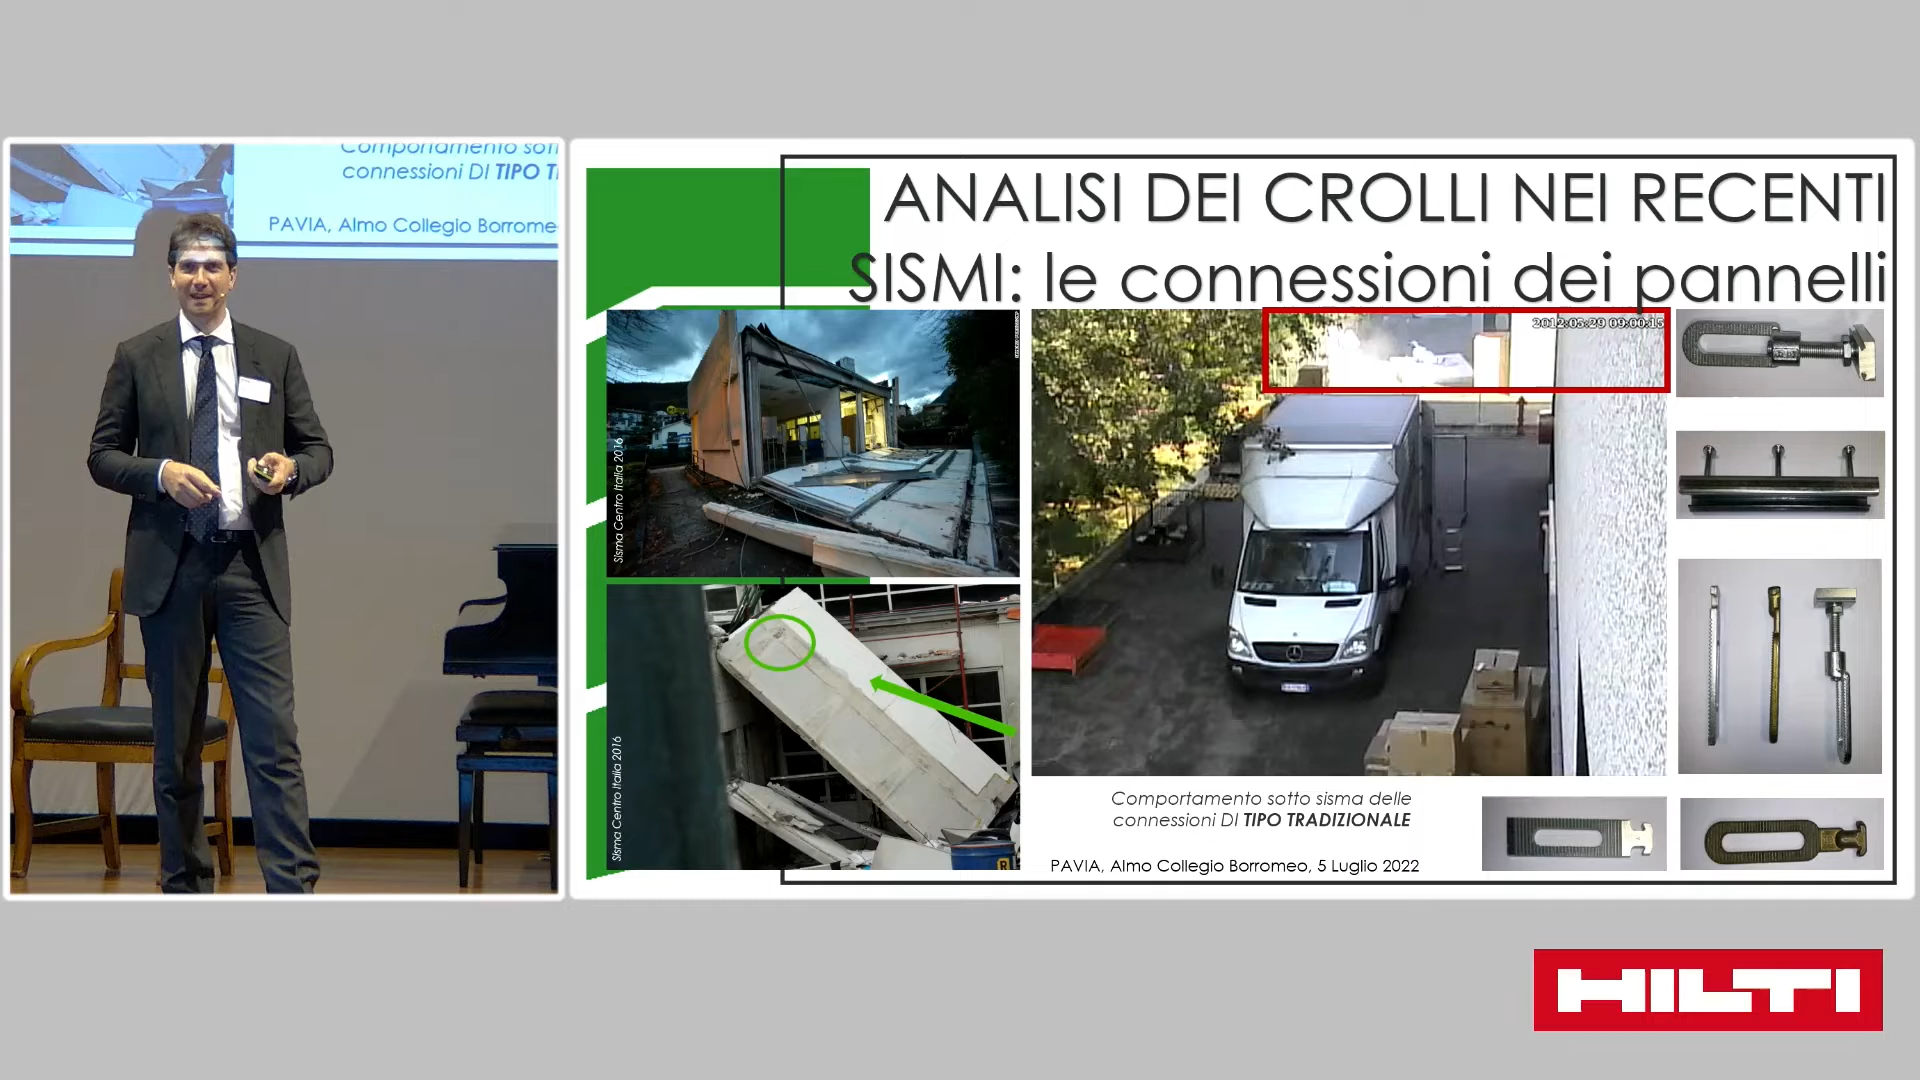 Comportamento sott
connessioni DI TIPO T
PAVIA, Almo Collegio Borrome
ANALISI DEI CROLLI NEI RECENTI
SISMI: le connessioni dei pannelli
Sisma Centro Italia 2016
2012-05-29 09:00:15
Sisma Centro Italia 2016
R
Comportamento sotto sisma delle
connessioni DI TIPO TRADIZIONALE
PAVIA, Almo Collegio Borromeo, 5 Luglio 2022
HILTI